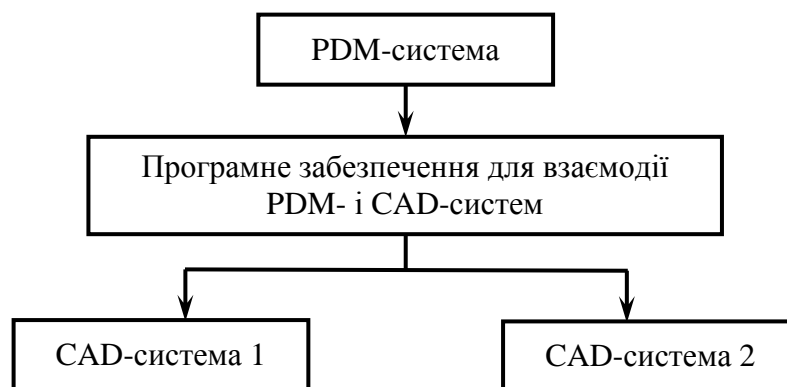 PDM-система
Програмне забезпечення для взаємодії
PDM- і CAD-систем
CAD-система 1
CAD-система 2